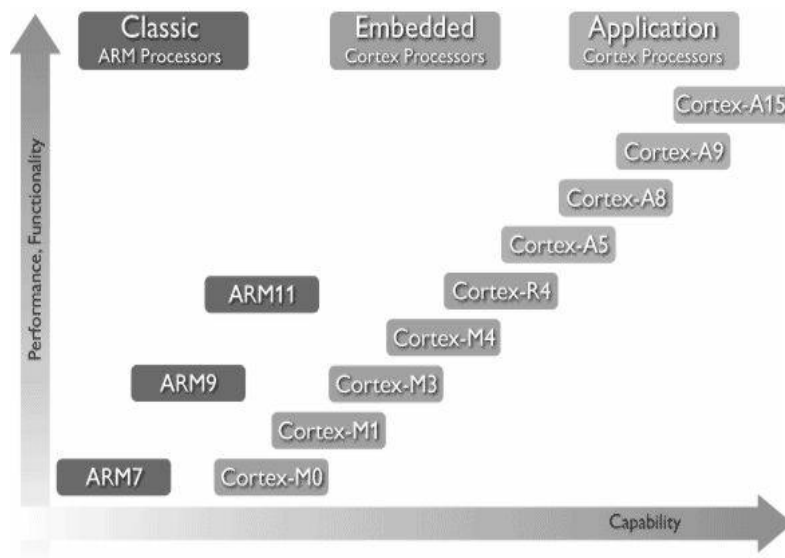 Classic
ARM Processors
Embedded
Cortex Processors
Application
Cortex Processors
Cortex-A15
Cortex-A9
Cortex-A8
Cortex-A5
ARM11
Cortex-R4
Cortex-M4
ARM9
Cortex-M3
Cortex-M1
ARM7
Cortex-M0
Performance, Functionality
Capability